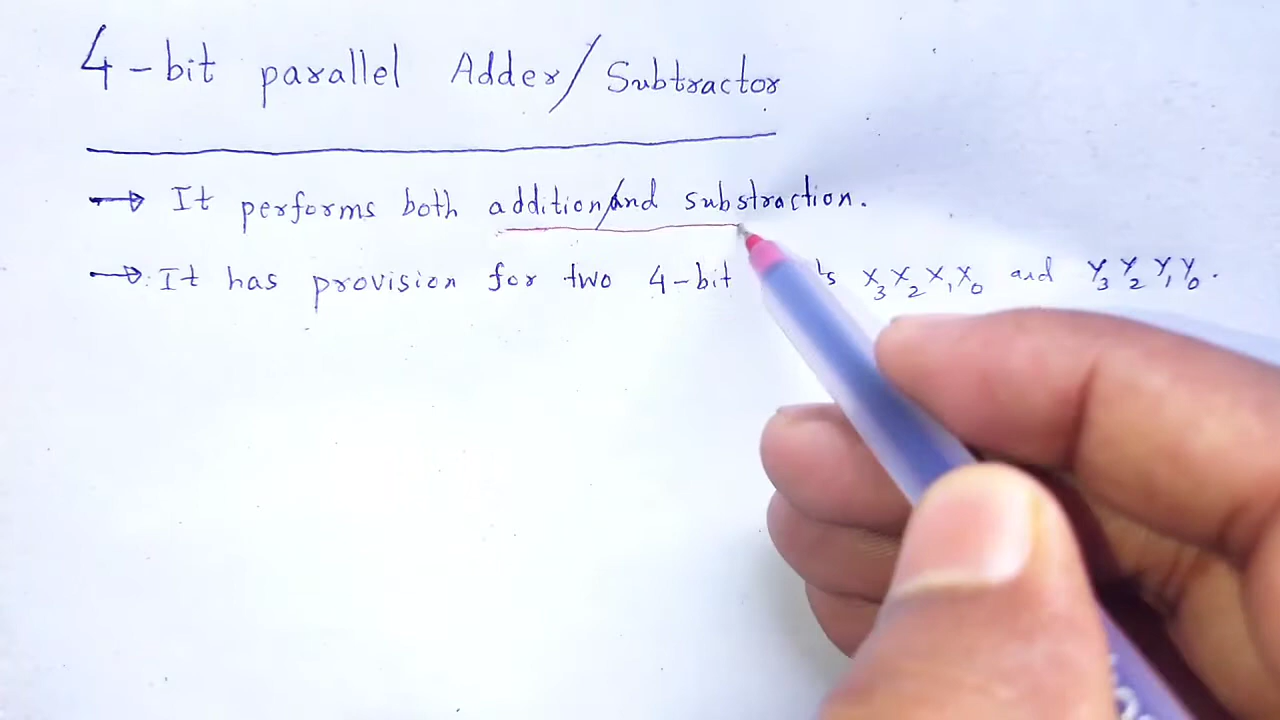 4-bit parallel Adder/Subtractor
→ It performs both addition/and substraction.
→ It has provision for two 4-bit X₃X₂X₁X₀ and Y₃Y₂Y₁Y₀.